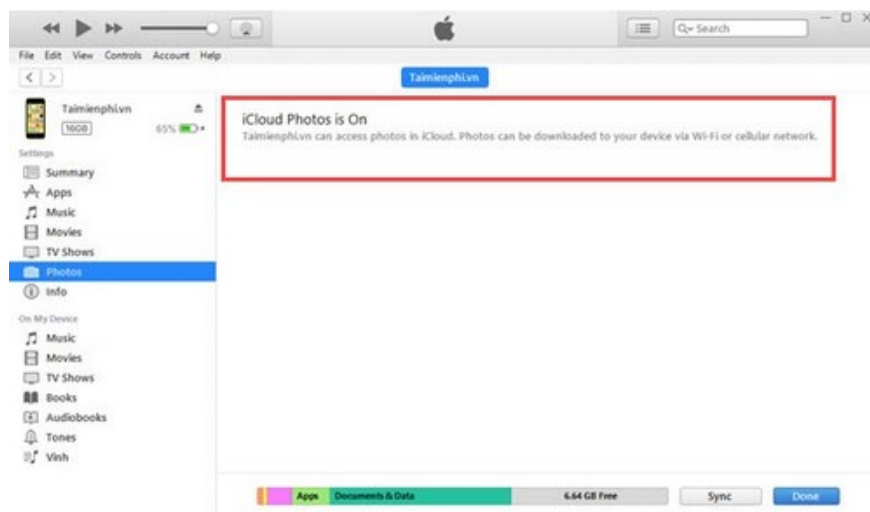 Search
File Edit View Controls Account Help
Taimienphi.vn
Taimienphi.vn
16GB 65%
iCloud Photos is On
Taimienphi.vn can access photos in iCloud. Photos can be downloaded to your device via Wi-Fi or cellular network.
Settings
Summary
Apps
Music
Movies
TV Shows
Photos
Info
On My Device
Music
Movies
TV Shows
Books
Audiobooks
Tones
Vinh
Apps Documents & Data 6.64 GB Free Sync Done